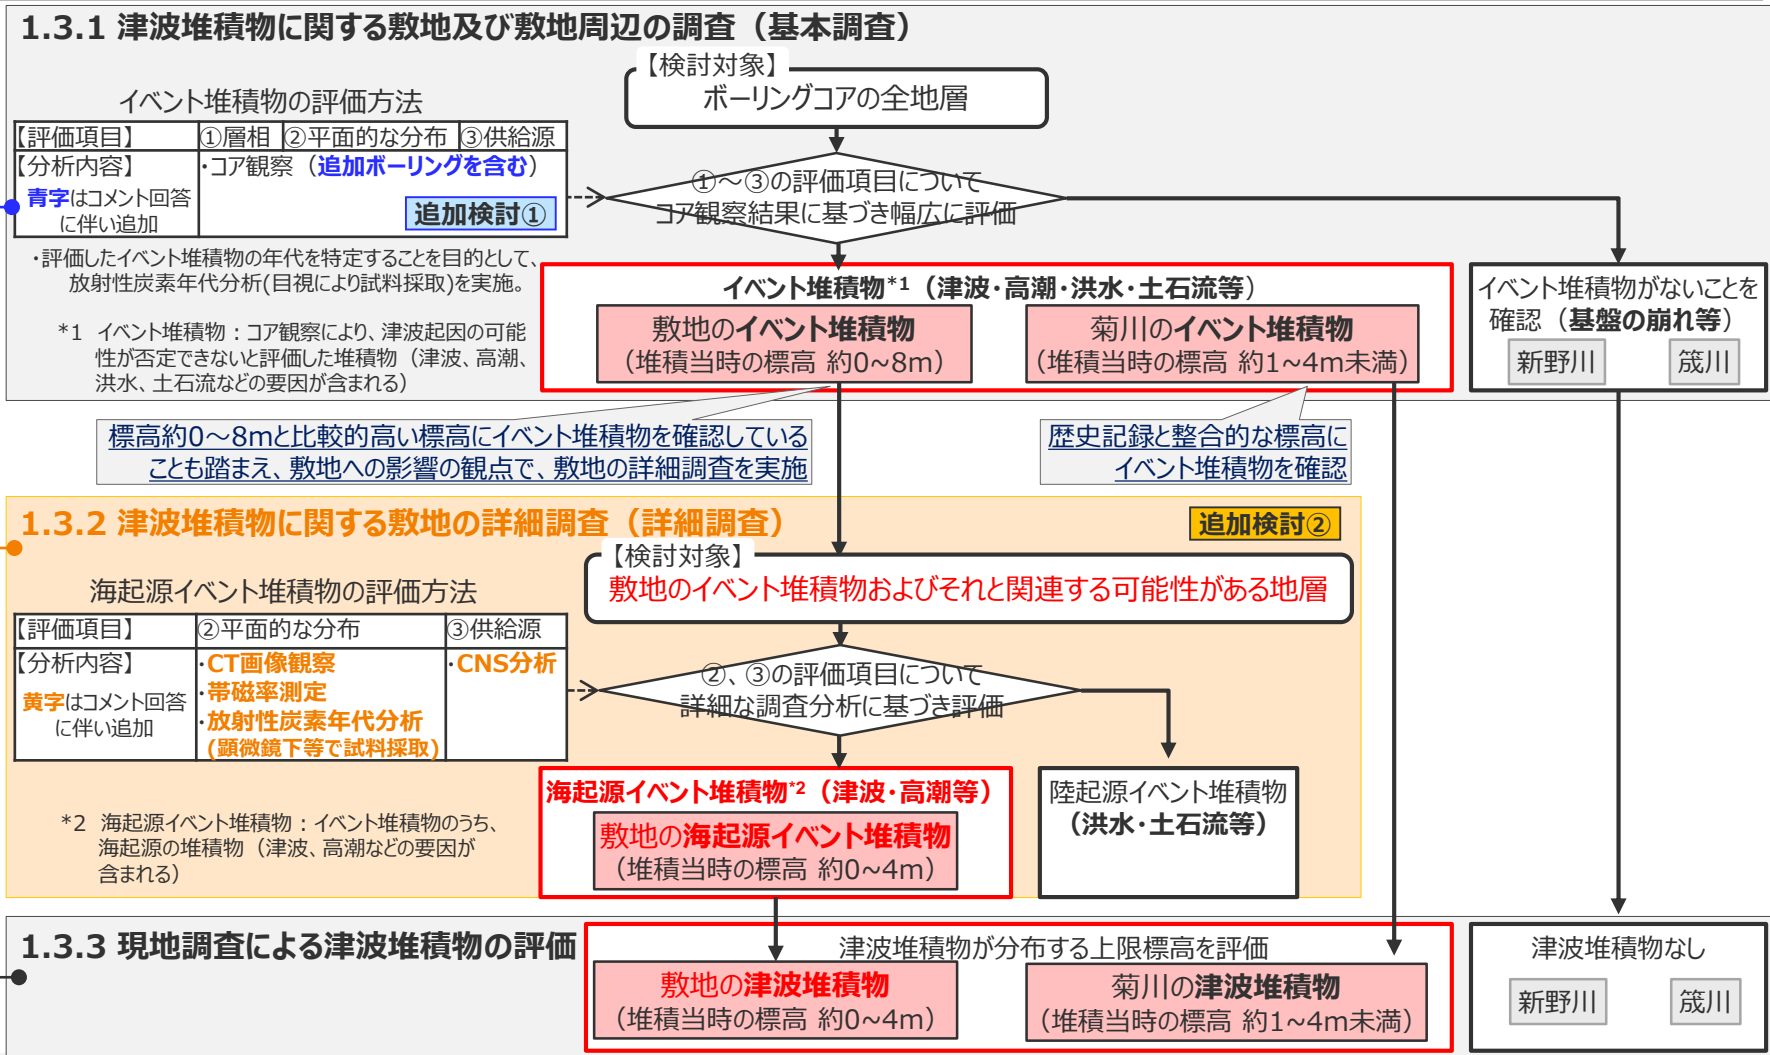 1.3.1 津波堆積物に関する敷地及び敷地周辺の調査（基本調査）
【検討対象】
ボーリングコアの全地層
イベント堆積物の評価方法
【評価項目】 ①層相 ②平面的な分布 ③供給源
【分析内容】 ・コア観察（追加ボーリングを含む）
青字はコメント回答
に伴い追加
追加検討①
①～③の評価項目について
コア観察結果に基づき幅広に評価
・評価したイベント堆積物の年代を特定することを目的として、
放射性炭素年代分析(目視により試料採取)を実施。
*1 イベント堆積物：コア観察により、津波起因の可能
性が否定できないと評価した堆積物（津波、高潮、
洪水、土石流などの要因が含まれる）
イベント堆積物*1（津波・高潮・洪水・土石流等）
敷地のイベント堆積物
（堆積当時の標高 約0~8m）
菊川のイベント堆積物
（堆積当時の標高 約1~4m未満）
イベント堆積物がないことを
確認（基盤の崩れ等）
新野川 筬川
標高約0～8mと比較的高い標高にイベント堆積物を確認している
ことも踏まえ、敷地への影響の観点で、敷地の詳細調査を実施
歴史記録と整合的な標高に
イベント堆積物を確認
1.3.2 津波堆積物に関する敷地の詳細調査（詳細調査）
追加検討②
【検討対象】
敷地のイベント堆積物およびそれと関連する可能性がある地層
海起源イベント堆積物の評価方法
【評価項目】 ②平面的な分布 ③供給源
【分析内容】 ・CT画像観察 ・CNS分析
・帯磁率測定
黄字はコメント回答
に伴い追加
・放射性炭素年代分析
(顕微鏡下等で試料採取)
②、③の評価項目について
詳細な調査分析に基づき評価
*2 海起源イベント堆積物：イベント堆積物のうち、
海起源の堆積物（津波、高潮などの要因が
含まれる）
海起源イベント堆積物*2（津波・高潮等）
敷地の海起源イベント堆積物
（堆積当時の標高 約0~4m）
陸起源イベント堆積物
（洪水・土石流等）
1.3.3 現地調査による津波堆積物の評価
津波堆積物が分布する上限標高を評価
敷地の津波堆積物
（堆積当時の標高 約0~4m）
菊川の津波堆積物
（堆積当時の標高 約1~4m未満）
津波堆積物なし
新野川 筬川